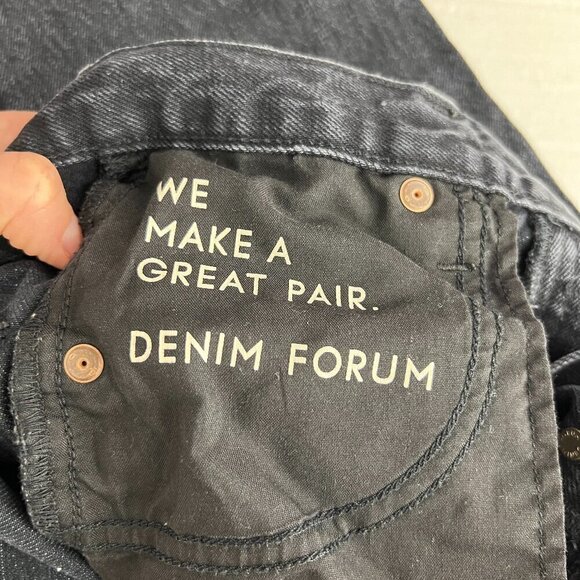 WE
MAKE A
GREAT PAIR.
DENIM FORUM